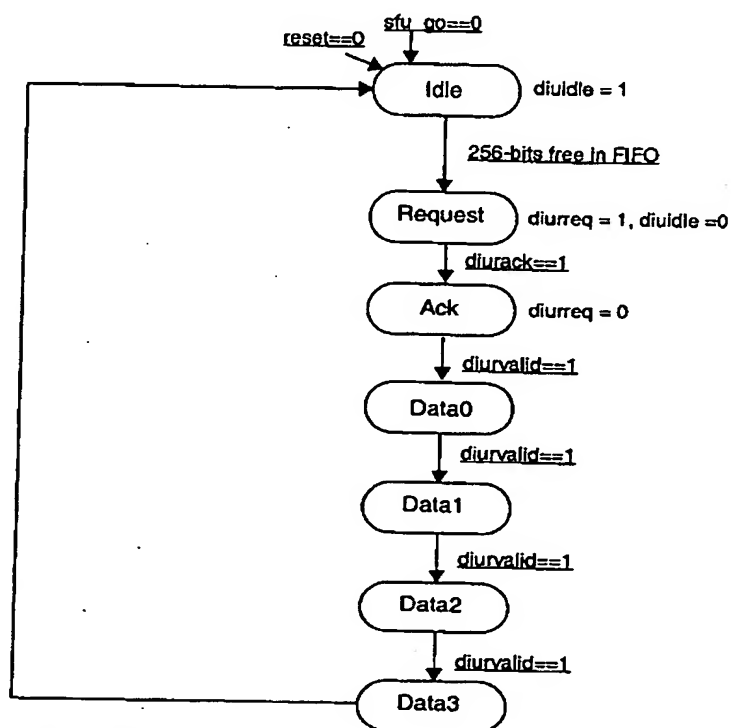 sfu_go==0
reset==0
Idle
diuidle = 1
256-bits free in FIFO
Request
diurreq = 1, diuidle =0
diurack==1
Ack
diurreq = 0
diurvalid==1
Data0
diurvalid==1
Data1
diurvalid==1
Data2
diurvalid==1
Data3